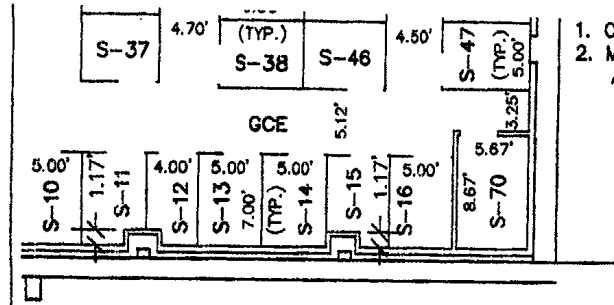 4.70' (TYP.) 4.50' 1. C
S-37 S-38 S-46 S-47 (TYP.) 5.00' 2. M
GCE 5.12' 3.25'
5.00' 4.00' 5.00' 5.00' 5.00' 5.67'
S-10 1.17' S-11 S-12 S-13 7.00' (TYP.) S-14 S-15 1.17' S-16 8.67' S-70